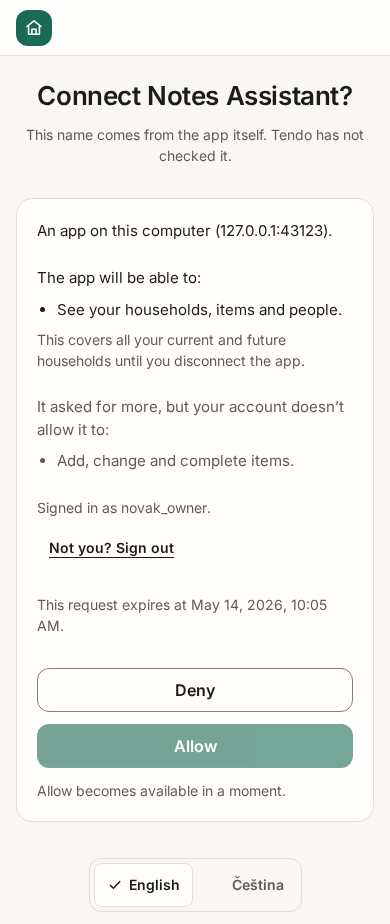 Connect Notes Assistant?
This name comes from the app itself. Tendo has not
checked it.
An app on this computer (127.0.0.1:43123).
The app will be able to:
• See your households, items and people.
This covers all your current and future
households until you disconnect the app.
It asked for more, but your account doesn’t
allow it to:
• Add, change and complete items.
Signed in as novak_owner.
Not you? Sign out
This request expires at May 14, 2026, 10:05
AM.
Deny
Allow
Allow becomes available in a moment.
English
Čeština